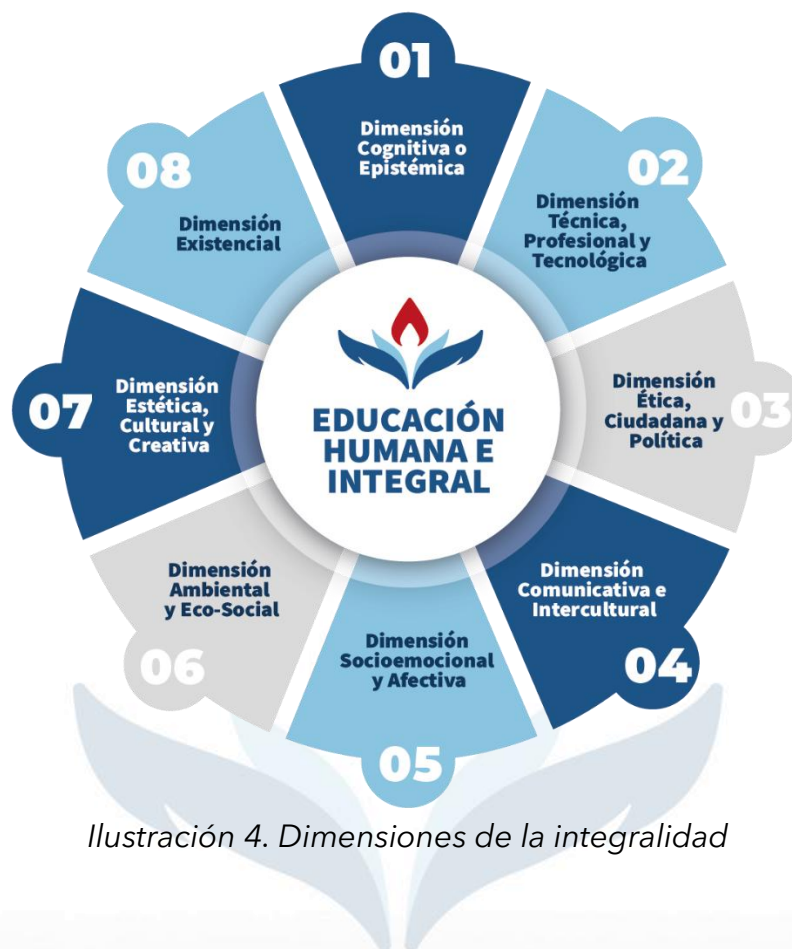 01
Dimensión
Cognitiva o
Epistémica
02
Dimensión
Técnica,
Profesional y
Tecnológica
03
Dimensión
Ética,
Ciudadana y
Política
04
Dimensión
Comunicativa e
Intercultural
05
Dimensión
Socioemocional
y Afectiva
06
Dimensión
Ambiental
y Eco-Social
07
Dimensión
Estética,
Cultural y
Creativa
08
Dimensión
Existencial
EDUCACIÓN
HUMANA E
INTEGRAL
Ilustración 4. Dimensiones de la integralidad